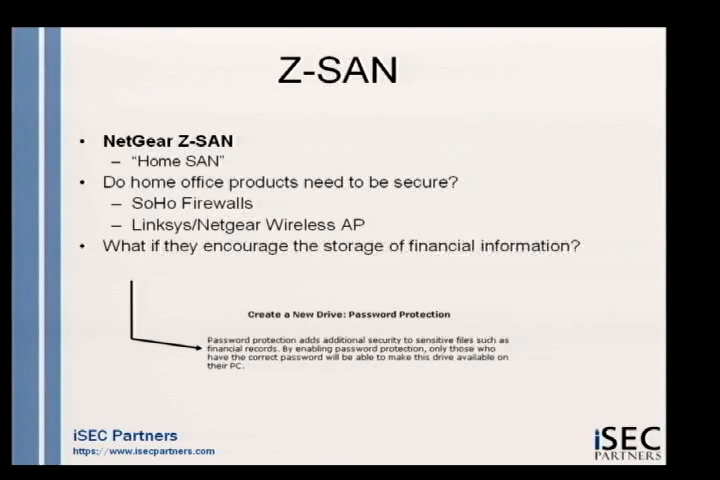 Z-SAN
• NetGear Z-SAN
– "Home SAN"
• Do home office products need to be secure?
– SoHo Firewalls
– Linksys/Netgear Wireless AP
• What if they encourage the storage of financial information?
Create a New Drive: Password Protection
Password protection adds additional security to sensitive files such as
financial records. By enabling password protection, only those who
have the correct password will be able to make this drive available on
their PC.
iSEC Partners
https://www.isecpartners.com
iSEC
PARTNERS